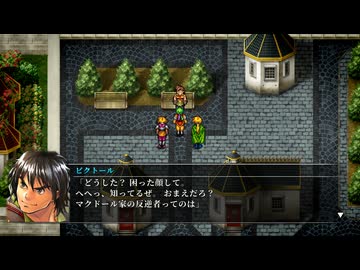 ビクトール
「どうした？ 困った顔して。
へへっ、知ってるぜ、おまえだろ？
マクドール家の反逆者ってのは」